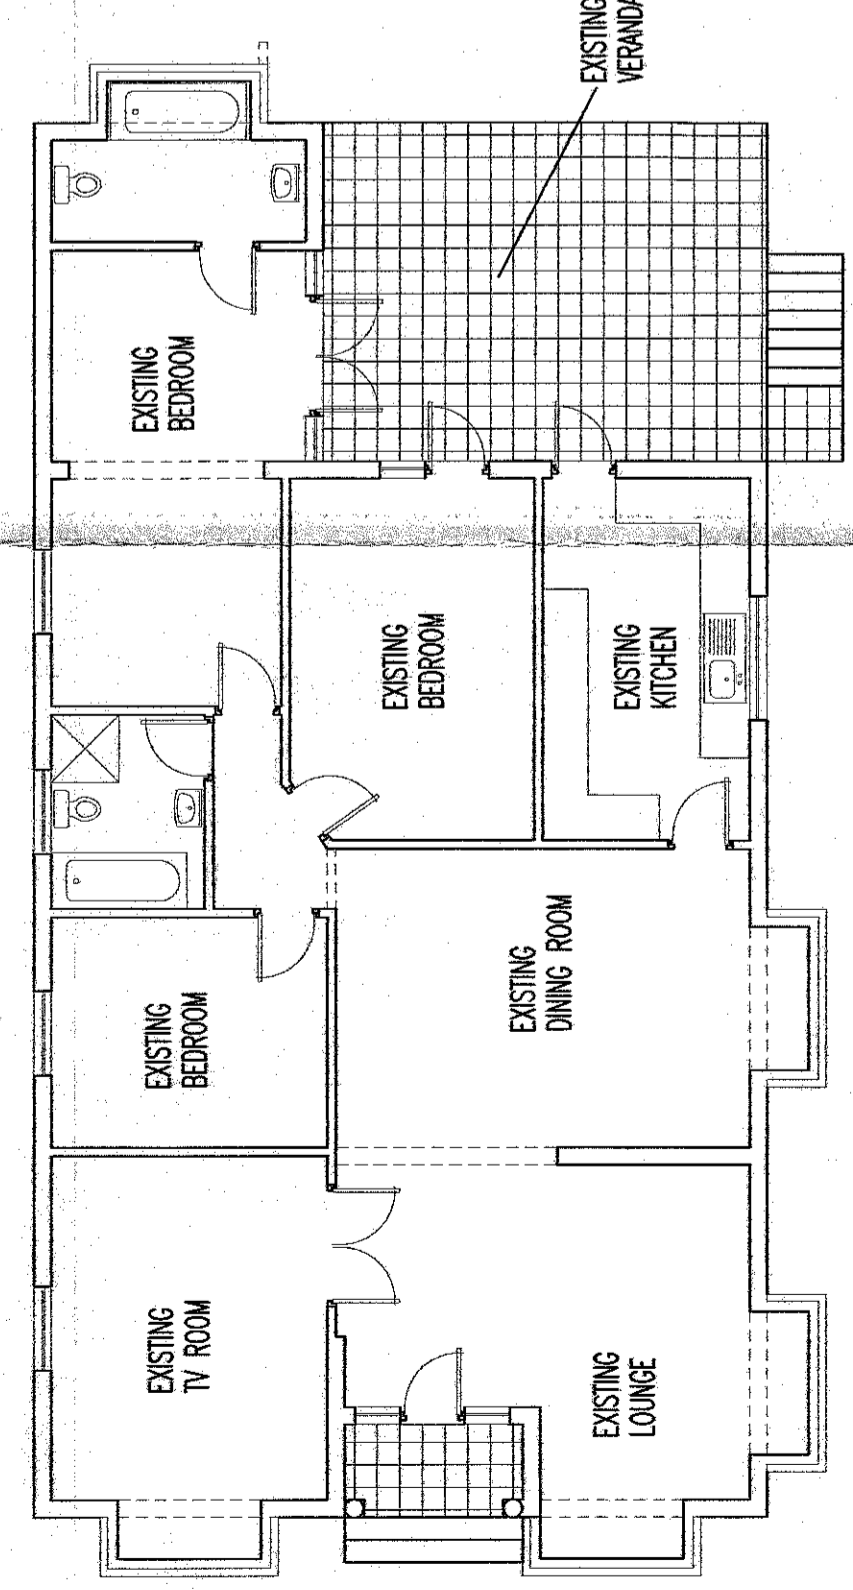 EXISTING
VERANDA
EXISTING
BEDROOM
EXISTING
BEDROOM
EXISTING
KITCHEN
EXISTING
BEDROOM
EXISTING
DINING ROOM
EXISTING
TV ROOM
EXISTING
LOUNGE